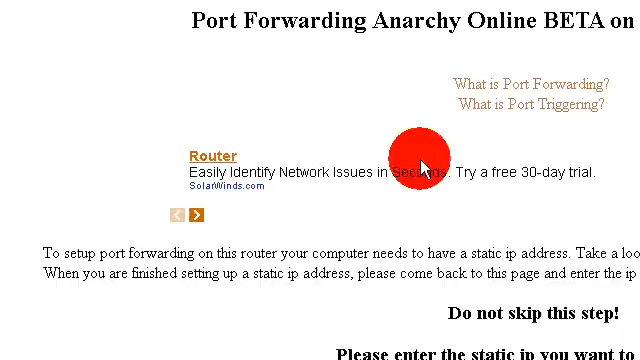 Port Forwarding Anarchy Online BETA on
What is Port Forwarding?
What is Port Triggering?
Router
Easily Identify Network Issues in Seconds. Try a free 30-day trial.
SolarWinds.com
To setup port forwarding on this router your computer needs to have a static ip address. Take a loo
When you are finished setting up a static ip address, please come back to this page and enter the ip
Do not skip this step!
Please enter the static ip you want to